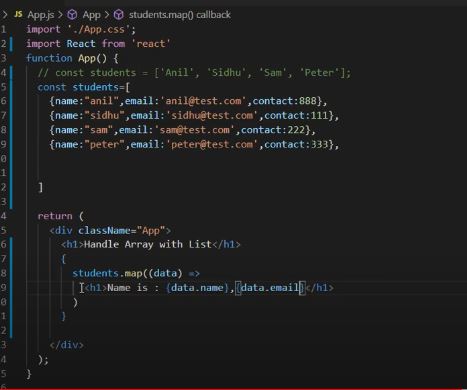 JS App.js > App > students.map() callback
1 import './App.css';
2 import React from 'react'
3 function App() {
4 // const students = ['Anil', 'Sidhu', 'Sam', 'Peter'];
5 const students=[
6 {name:"anil",email:'anil@test.com',contact:888},
7 {name:"sidhu",email:'sidhu@test.com',contact:111},
8 {name:"sam",email:'sam@test.com',contact:222},
9 {name:"peter",email:'peter@test.com',contact:333},
0
1
2 ]
3
4 return (
5 <div className="App">
6 <h1>Handle Array with List</h1>
7 {
8 students.map((data) =>
9 <h1>Name is : {data.name},{data.email}</h1>
0 )
1 }
2
3 </div>
4 );
5 }